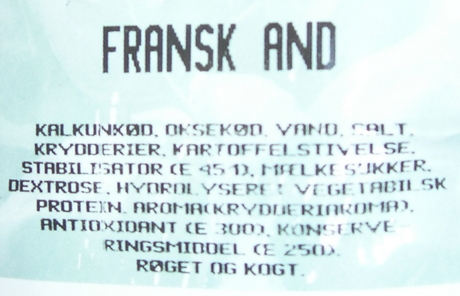 FRANSK AND
KALKUNKØD, OKSEKØD, VAND, SALT,
KRYDDERIER, KARTOFFELSTIVELSE,
STABILISATOR (E 451), MÆLKESUKKER,
DEXTROSE, HYDROLYSERET VEGETABILSK
PROTEIN, AROMA(KRYDDERIAROMA),
ANTIOXIDANT (E 300), KONSERVE-
RINGSMIDDEL (E 250).
RØGET OG KOGT.